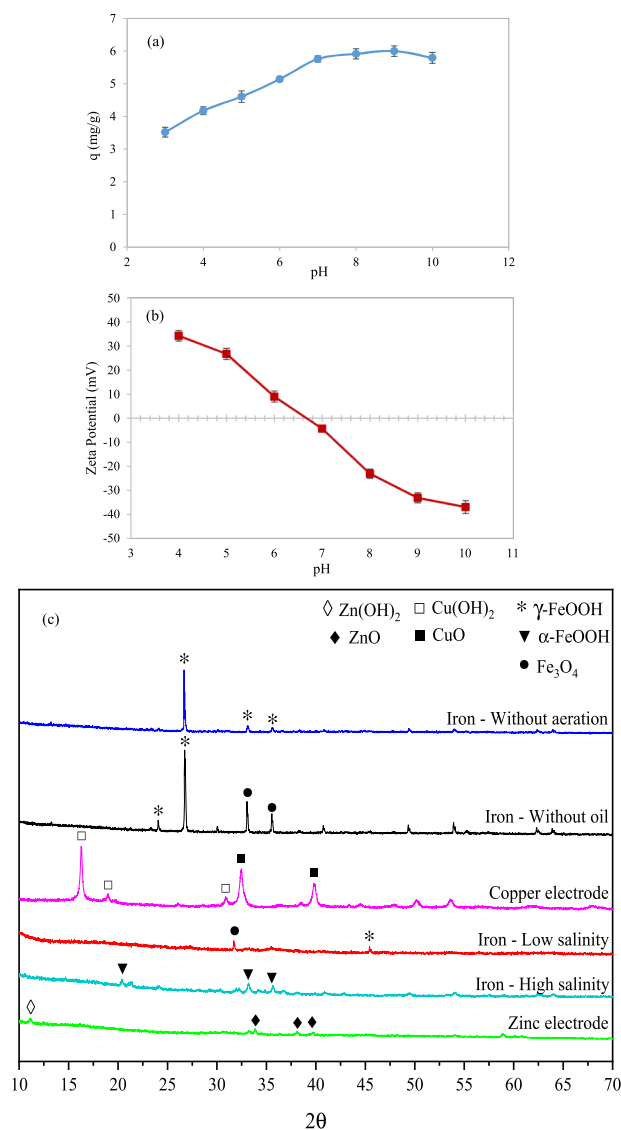 (a)
q (mg/g)
7
6
5
4
3
2
1
0
2 4 6 8 10 12
pH
(b)
Zeta Potential (mV)
50
40
30
20
10
0
-10
-20
-30
-40
-50
3 4 5 6 7 8 9 10 11
pH
(c)
◊ Zn(OH)₂ □ Cu(OH)₂ * γ-FeOOH
◆ ZnO ■ CuO ▼ α-FeOOH
● Fe₃O₄
Iron - Without aeration
Iron - Without oil
Copper electrode
Iron - Low salinity
Iron - High salinity
Zinc electrode
10 15 20 25 30 35 40 45 50 55 60 65 70
2θ